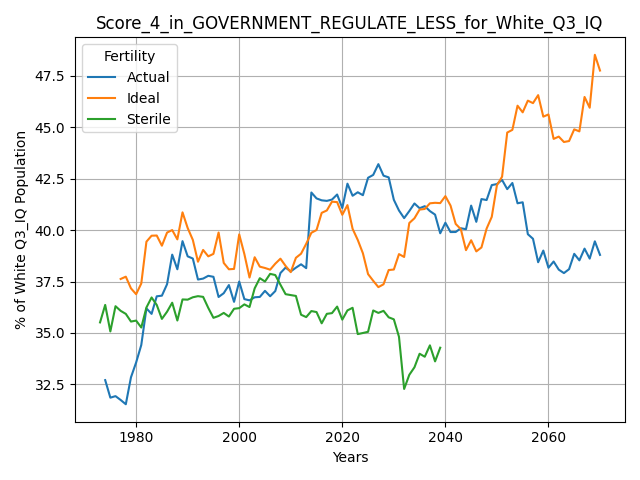 Score_4_in_GOVERNMENT_REGULATE_LESS_for_White_Q3_IQ
Fertility
Actual
Ideal
Sterile
% of White Q3_IQ Population
47.5
45.0
42.5
40.0
37.5
35.0
32.5
1980
2000
2020
2040
2060
Years